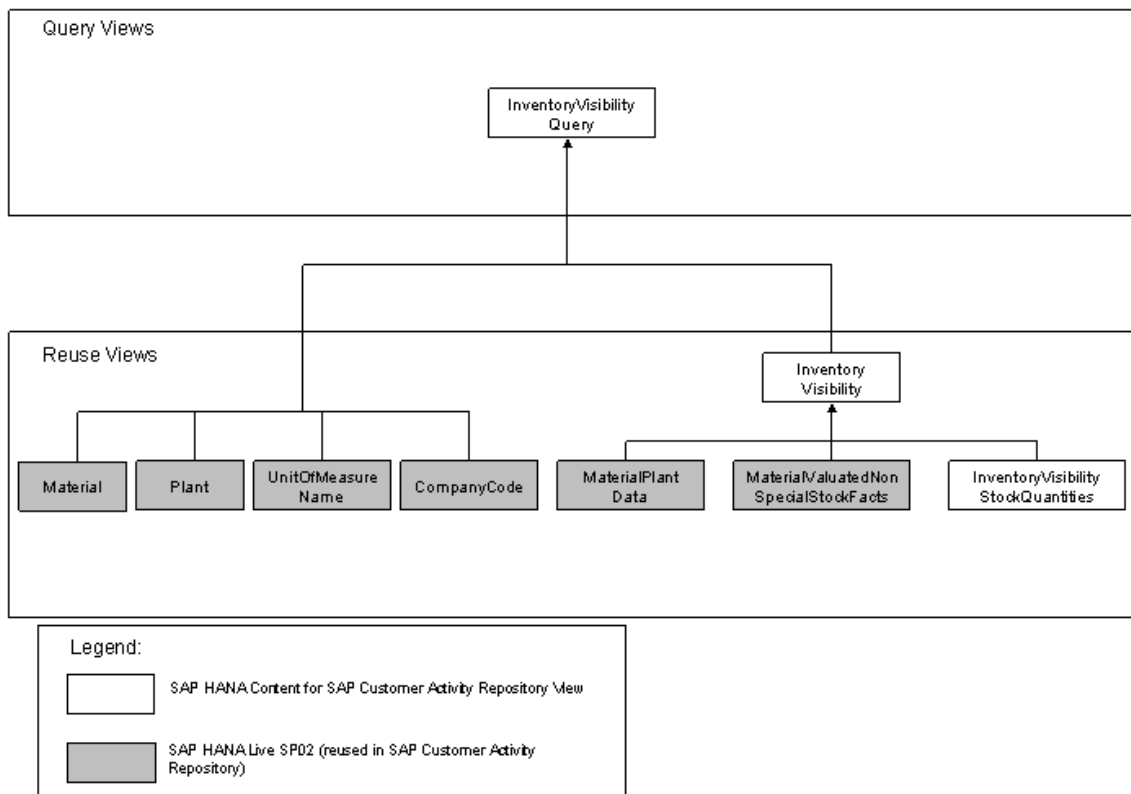 Query Views
InventoryVisibility
Query
Reuse Views
Inventory
Visibility
Material
Plant
UnitOfMeasure
Name
CompanyCode
MaterialPlant
Data
MaterialValuatedNon
SpecialStockFacts
InventoryVisibility
StockQuantities
Legend:
SAP HANA Content for SAP Customer Activity Repository View
SAP HANA Live SP02 (reused in SAP Customer Activity
Repository)